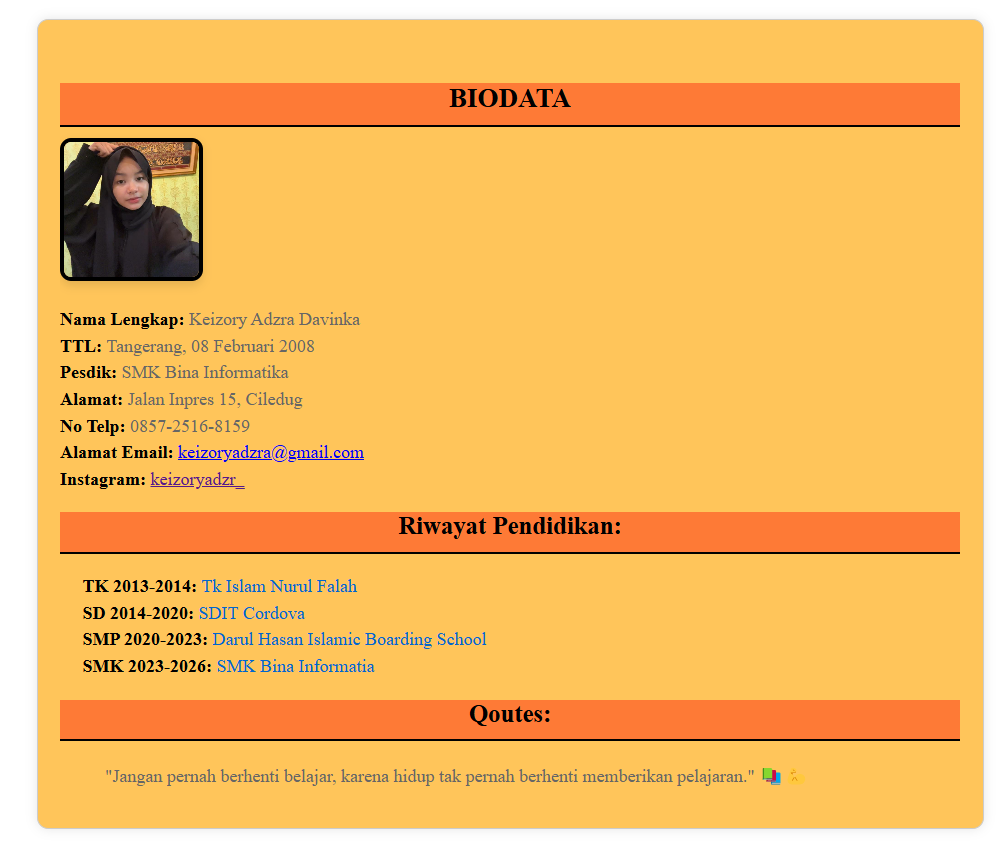 BIODATA
Nama Lengkap: Keizory Adzra Davinka
TTL: Tangerang, 08 Februari 2008
Pesdik: SMK Bina Informatika
Alamat: Jalan Inpres 15, Ciledug
No Telp: 0857-2516-8159
Alamat Email: keizoryadzra@gmail.com
Instagram: keizoryadzr_
Riwayat Pendidikan:
TK 2013-2014: Tk Islam Nurul Falah
SD 2014-2020: SDIT Cordova
SMP 2020-2023: Darul Hasan Islamic Boarding School
SMK 2023-2026: SMK Bina Informatia
Qoutes:
"Jangan pernah berhenti belajar, karena hidup tak pernah berhenti memberikan pelajaran." 📚 💫